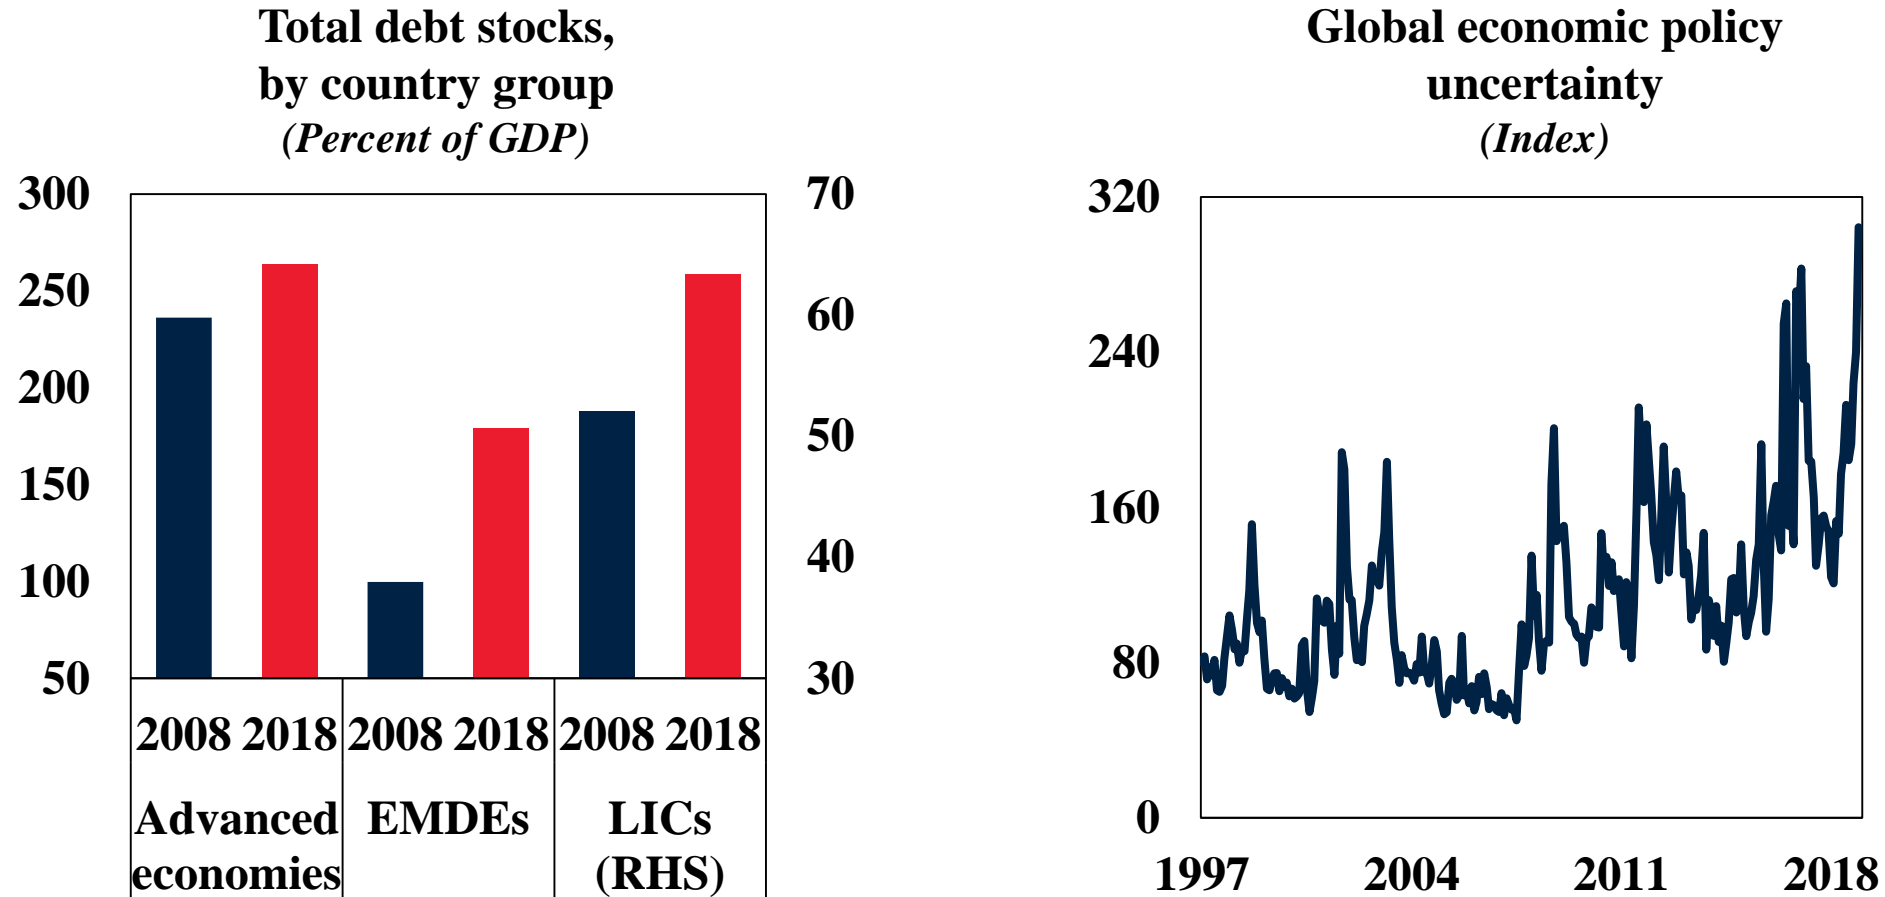 Total debt stocks,
by country group
(Percent of GDP)
300
250
200
150
100
50
70
60
50
40
30
2008 2018 2008 2018 2008 2018
Advanced
economies
EMDEs
LICs
(RHS)
Global economic policy
uncertainty
(Index)
320
240
160
80
0
1997 2004 2011 2018